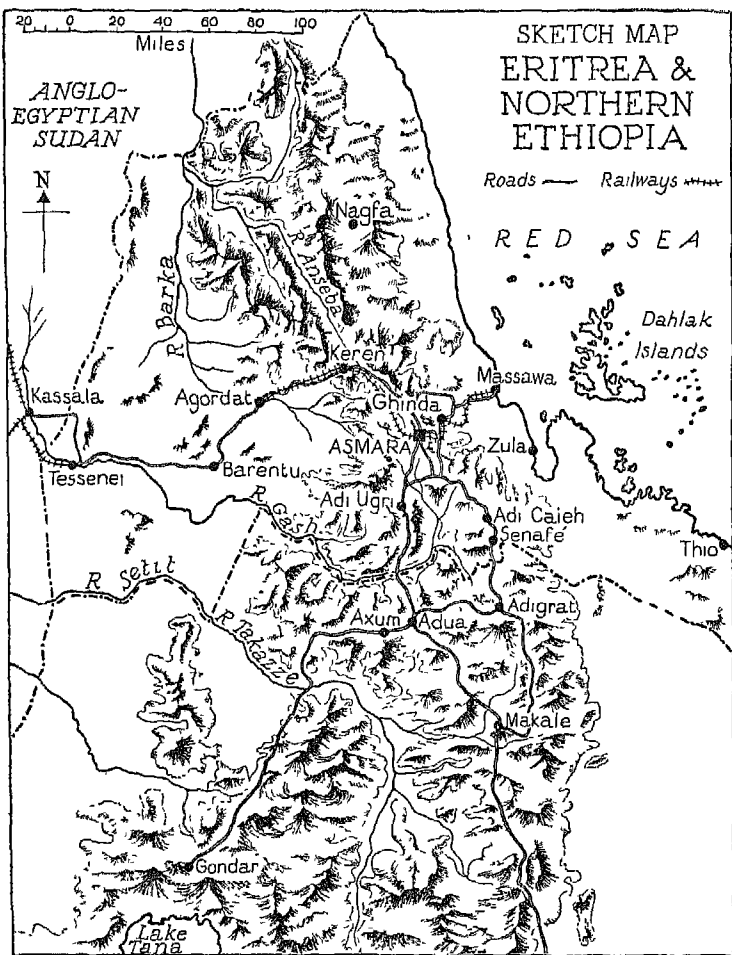 20 0 20 40 60 80 100
Miles
SKETCH MAP
ERITREA &
NORTHERN
ETHIOPIA
Roads Railways
ANGLO-
EGYPTIAN
SUDAN
N
RED SEA
Nagfa
R Anseba
R Barka
Dahlak
Islands
Keren
Massawa
Kassala
Agordat
Ghinda
ASMARA
Zula
Tessenei
Barentu
Adi Ugri
R Gash
Adi Caieh
Senafe
Thio
R Setit
R Takazze
Axum
Adua
Adigrat
Makale
Gondar
Lake
Tana